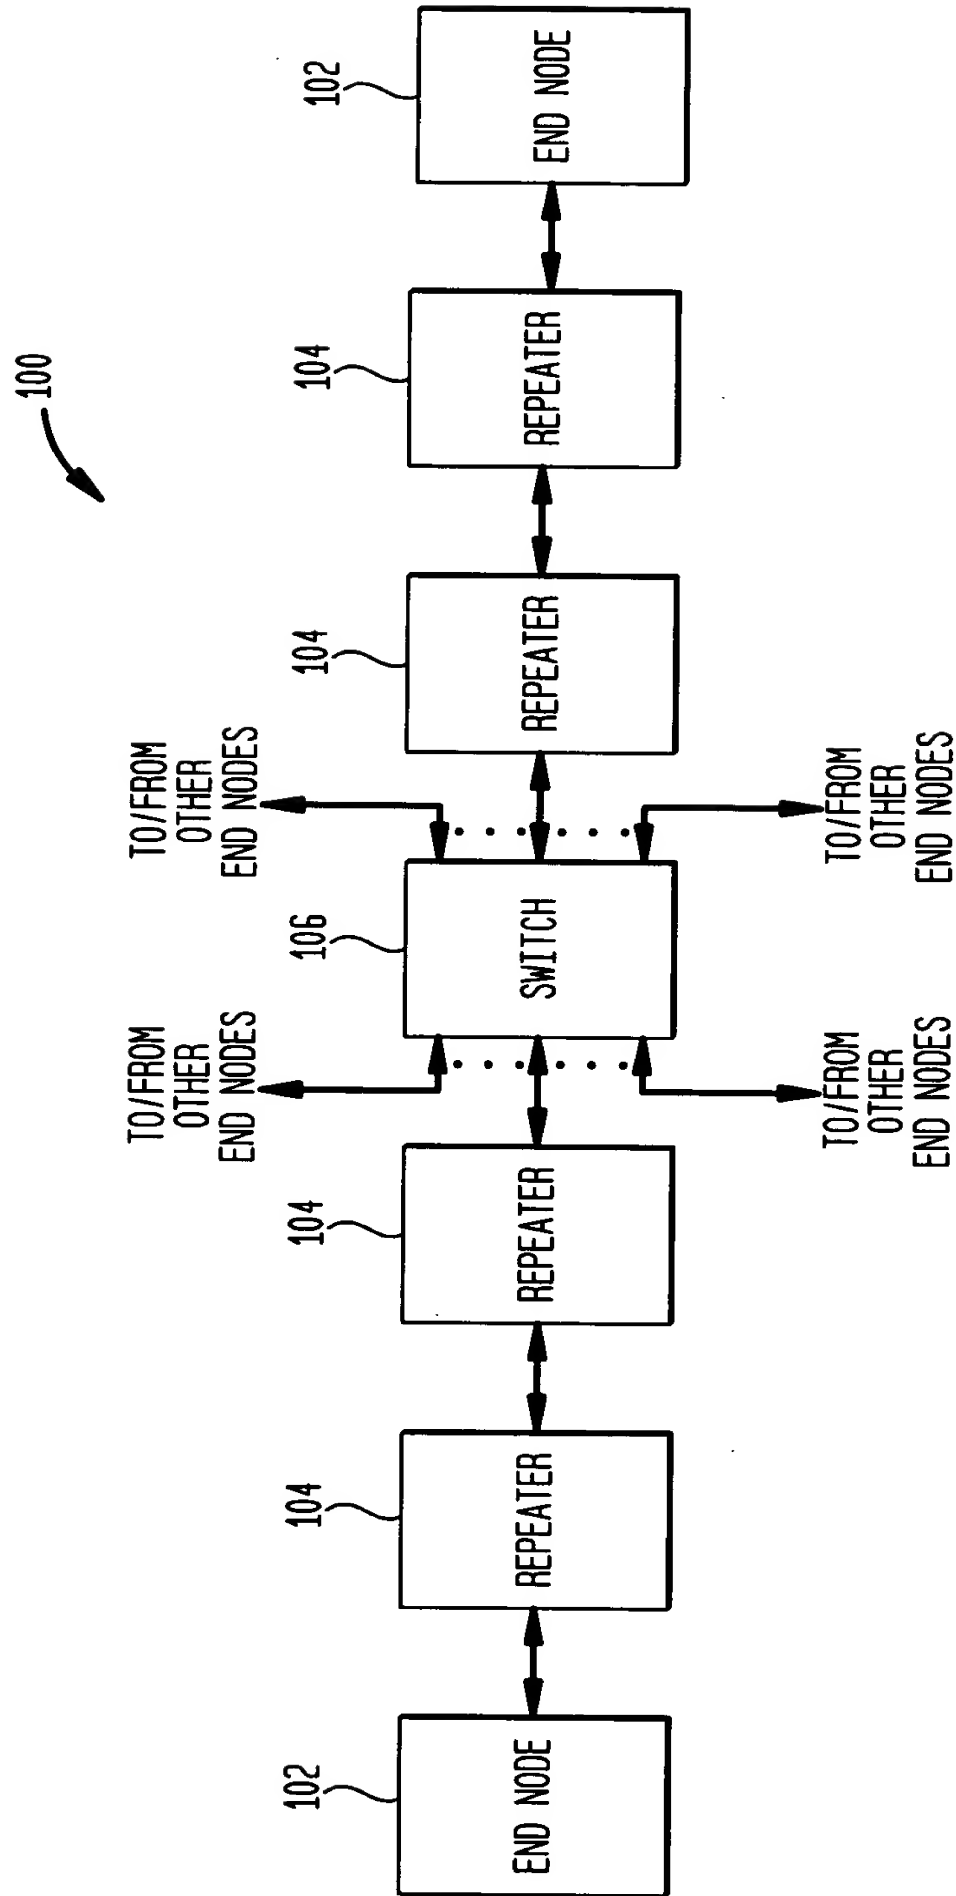 100
102
END NODE
104
REPEATER
104
REPEATER
TO/FROM
OTHER
END NODES
TO/FROM
OTHER
END NODES
106
SWITCH
TO/FROM
OTHER
END NODES
TO/FROM
OTHER
END NODES
104
REPEATER
104
REPEATER
102
END NODE